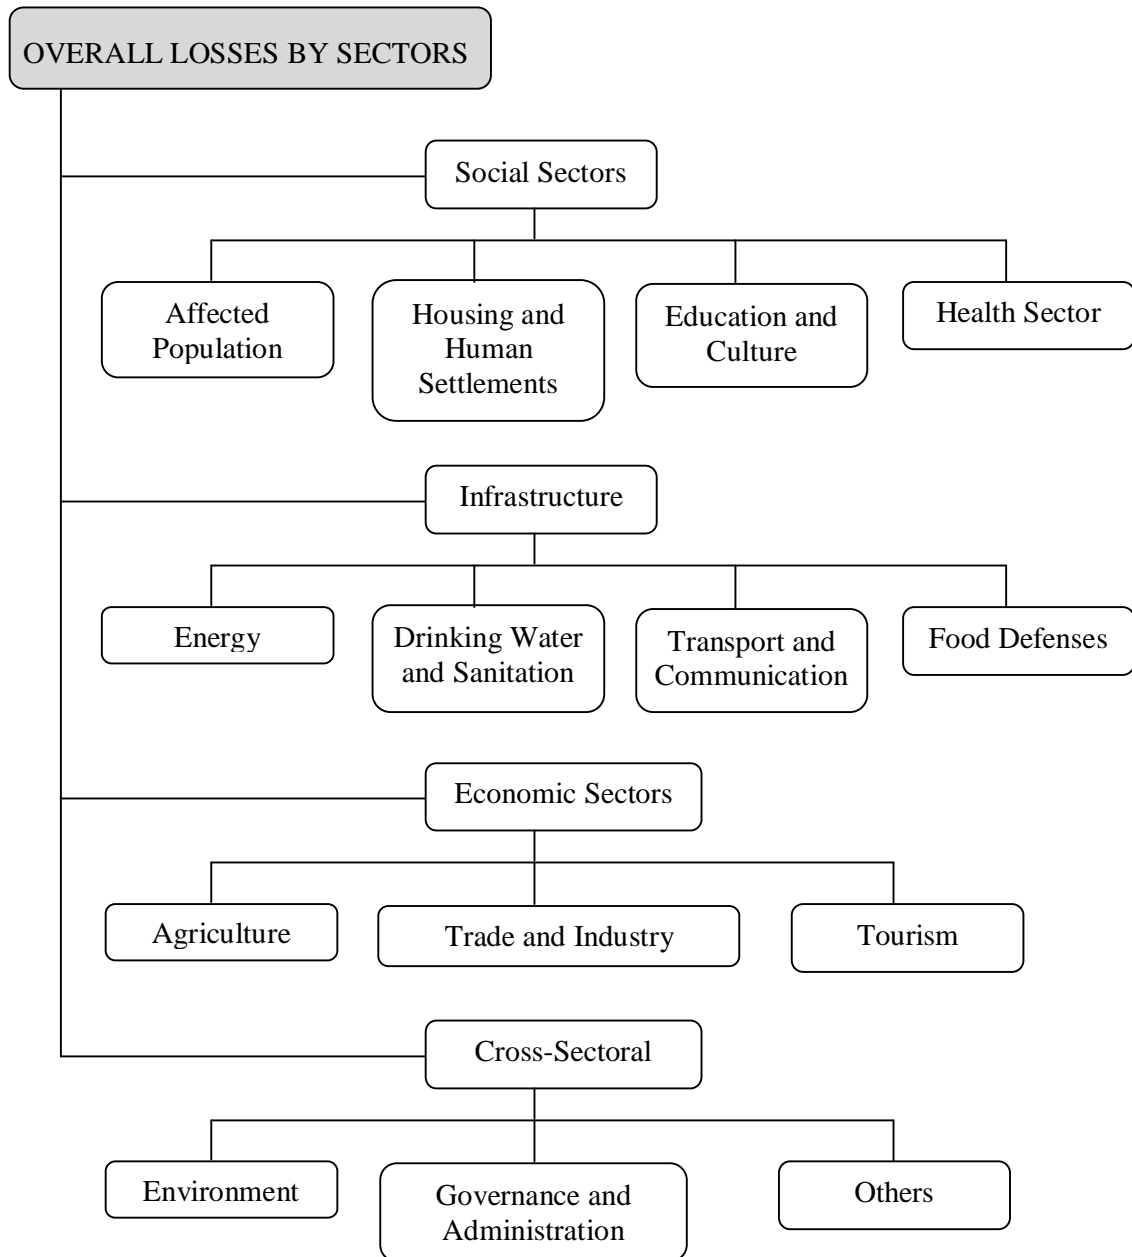 OVERALL LOSSES BY SECTORS
Social Sectors
Affected
Population
Housing and
Human
Settlements
Education and
Culture
Health Sector
Infrastructure
Energy
Drinking Water
and Sanitation
Transport and
Communication
Food Defenses
Economic Sectors
Agriculture
Trade and Industry
Tourism
Cross-Sectoral
Environment
Governance and
Administration
Others